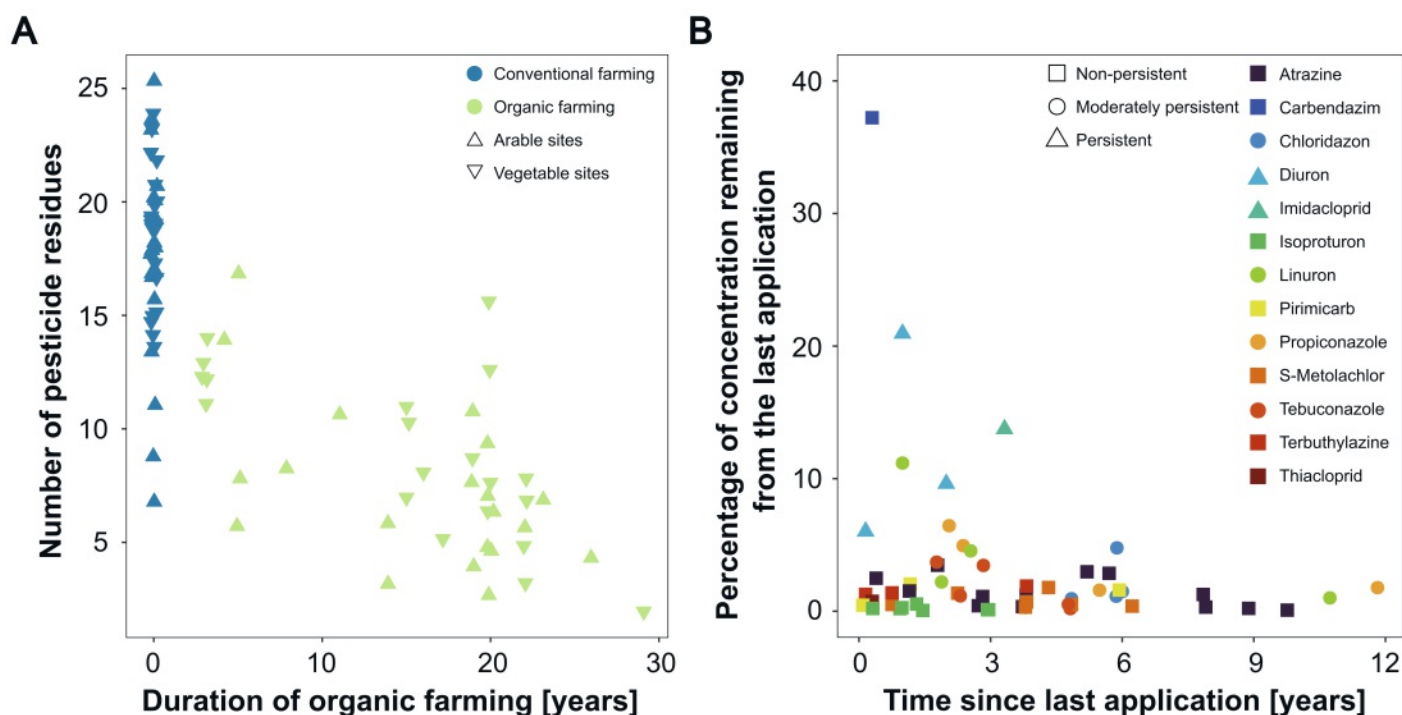 A
Number of pesticide residues
25
20
15
10
5
0
10
20
30
Duration of organic farming [years]
Conventional farming
Organic farming
Arable sites
Vegetable sites
B
Percentage of concentration remaining
from the last application
40
30
20
10
0
0
3
6
9
12
Time since last application [years]
Non-persistent
Moderately persistent
Persistent
Atrazine
Carbendazim
Chloridazon
Diuron
Imidacloprid
Isoproturon
Linuron
Pirimicarb
Propiconazole
S-Metolachlor
Tebuconazole
Terbuthylazine
Thiacloprid